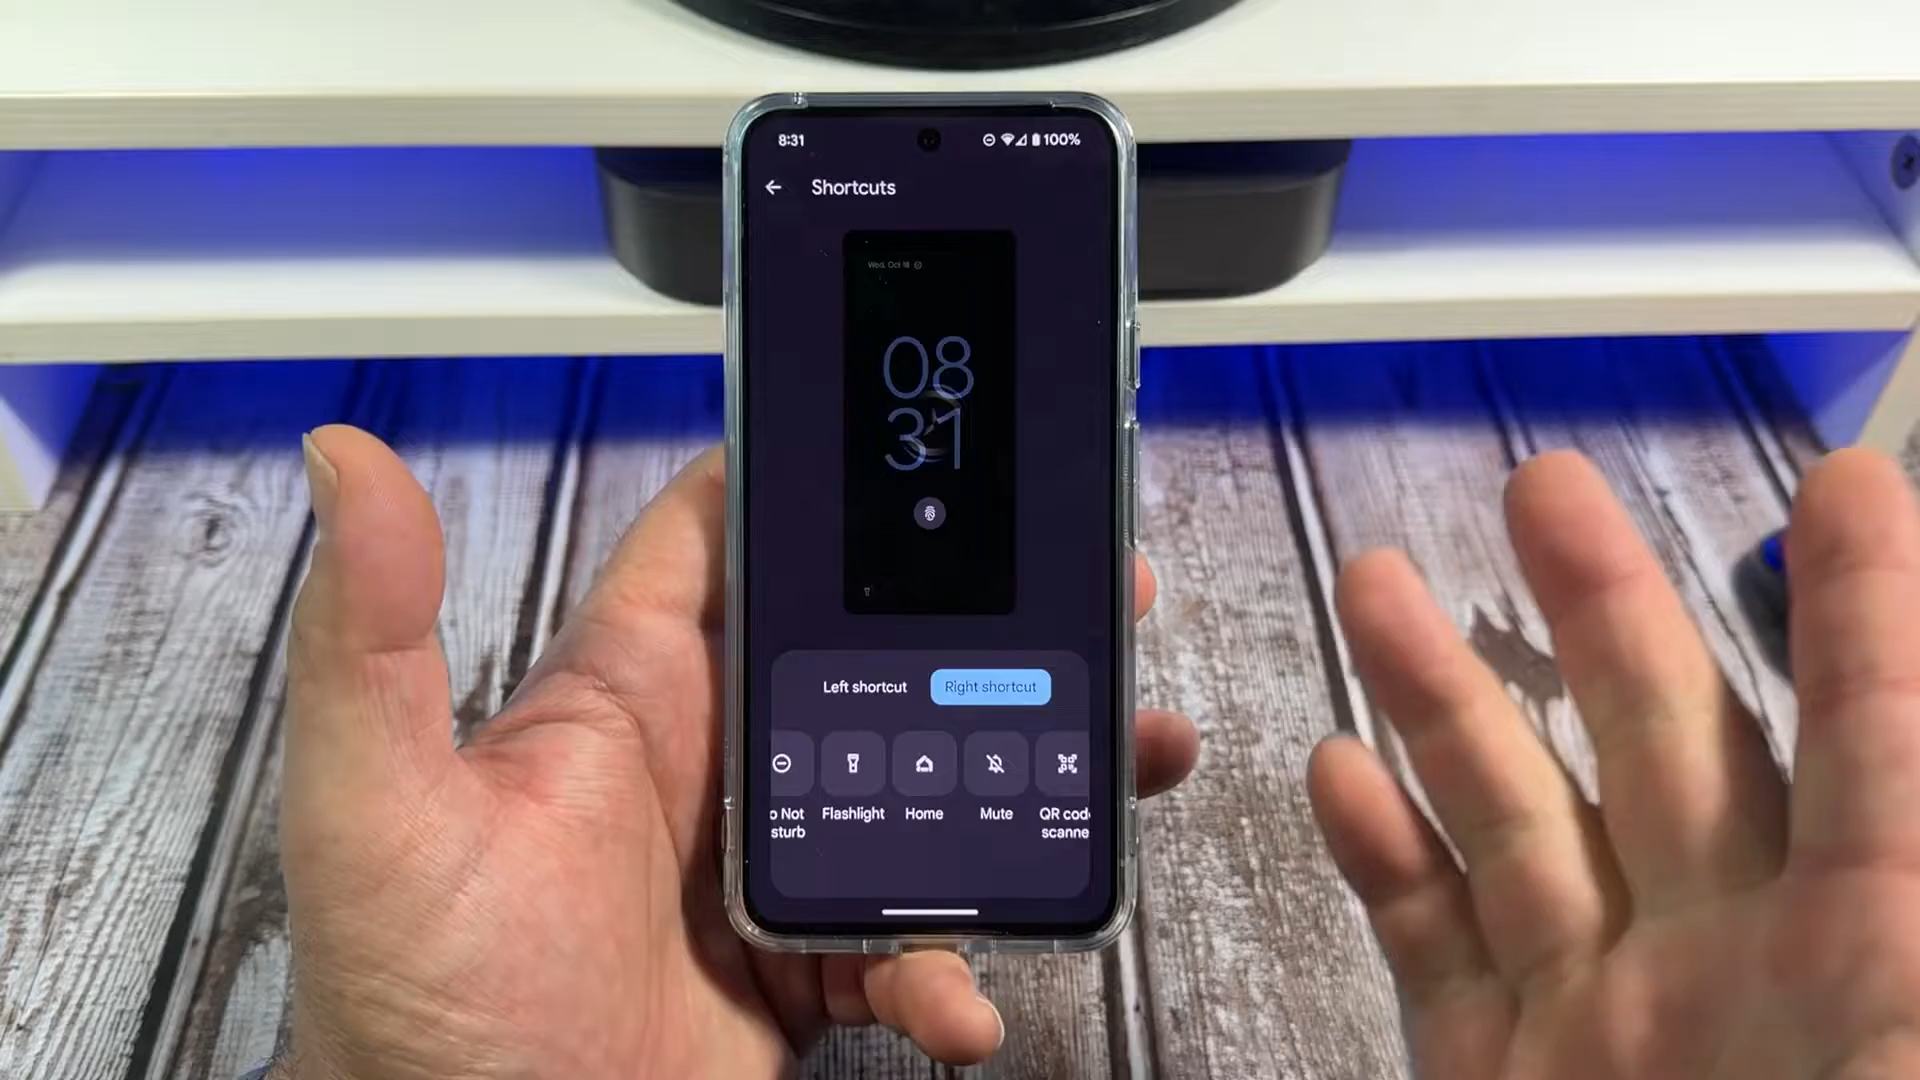 8:31
100%
Shortcuts
Wed, Oct 18
08
31
Left shortcut
Right shortcut
o Not
sturb
Flashlight
Home
Mute
QR cod
scanne